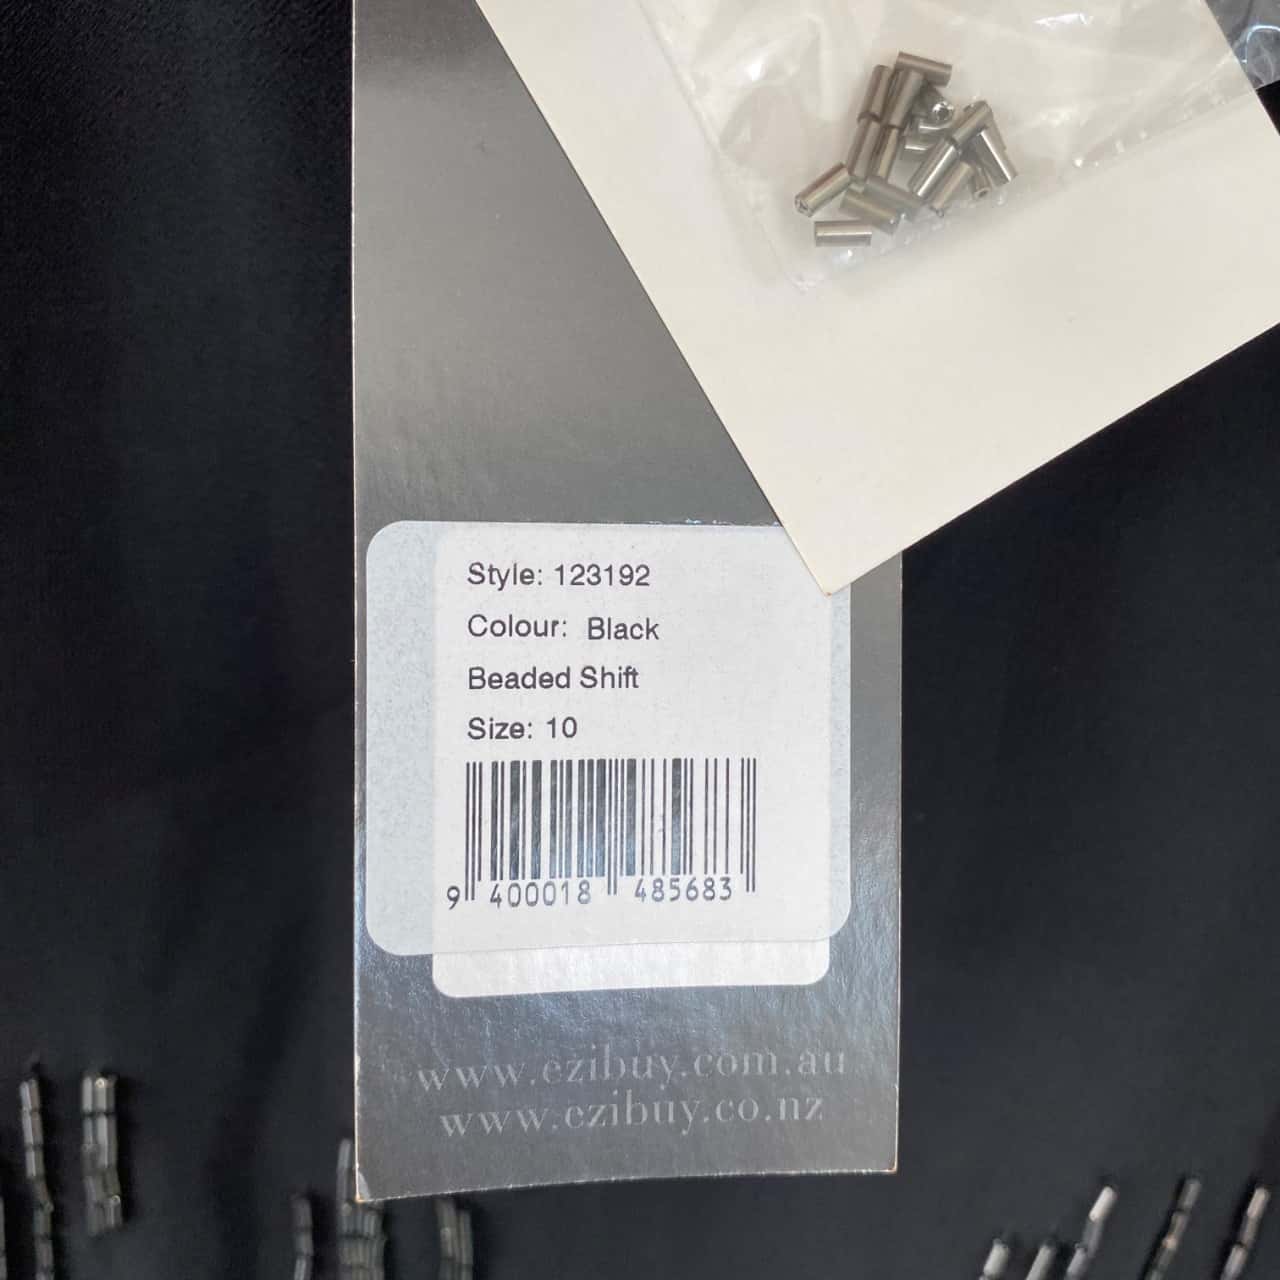 Style: 123192
Colour: Black
Beaded Shift
Size: 10
9 400018 485683
www.ezibuy.com.au
www.ezibuy.co.nz